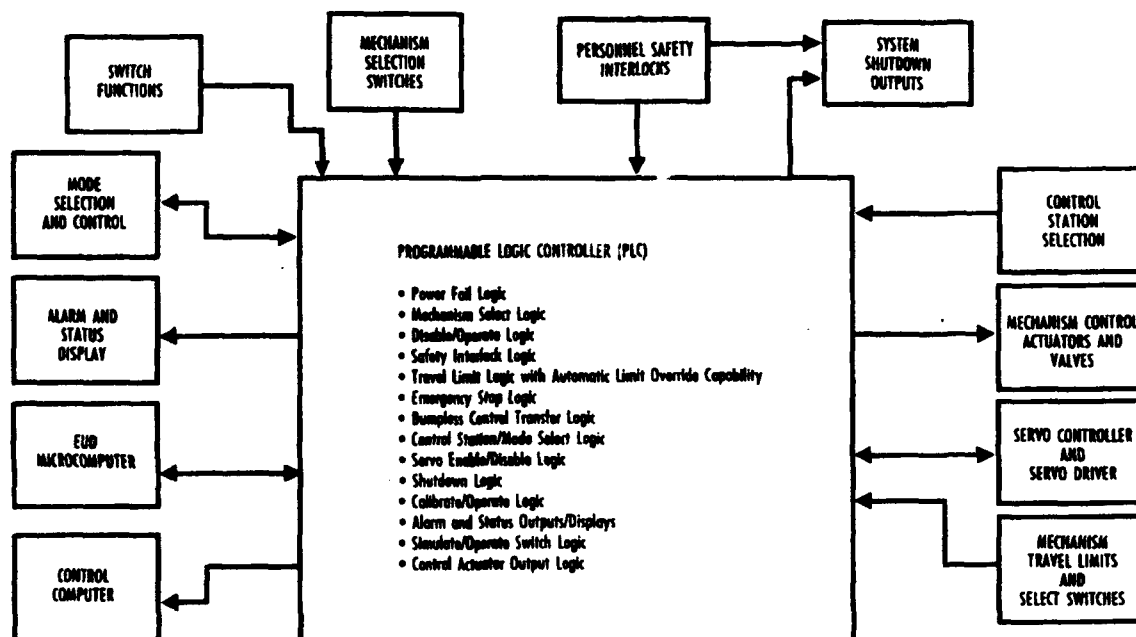 SWITCH
FUNCTIONS
MECHANISM
SELECTION
SWITCHES
PERSONNEL SAFETY
INTERLOCKS
SYSTEM
SHUTDOWN
OUTPUTS
MODE
SELECTION
AND CONTROL
ALARM AND
STATUS
DISPLAY
EUD
MICROCOMPUTER
CONTROL
COMPUTER
PROGRAMMABLE LOGIC CONTROLLER (PLC)
• Power Fail Logic
• Mechanism Select Logic
• Disable/Operate Logic
• Safety Interlock Logic
• Travel Limit Logic with Automatic Limit Override Capability
• Emergency Stop Logic
• Bumpless Control Transfer Logic
• Control Station/Mode Select Logic
• Servo Enable/Disable Logic
• Shutdown Logic
• Calibrate/Operate Logic
• Alarm and Status Outputs/Displays
• Simulate/Operate Switch Logic
• Control Actuator Output Logic
CONTROL
STATION
SELECTION
MECHANISM CONTROL
ACTUATORS AND
VALVES
SERVO CONTROLLER
AND
SERVO DRIVER
MECHANISM
TRAVEL LIMITS
AND
SELECT SWITCHES